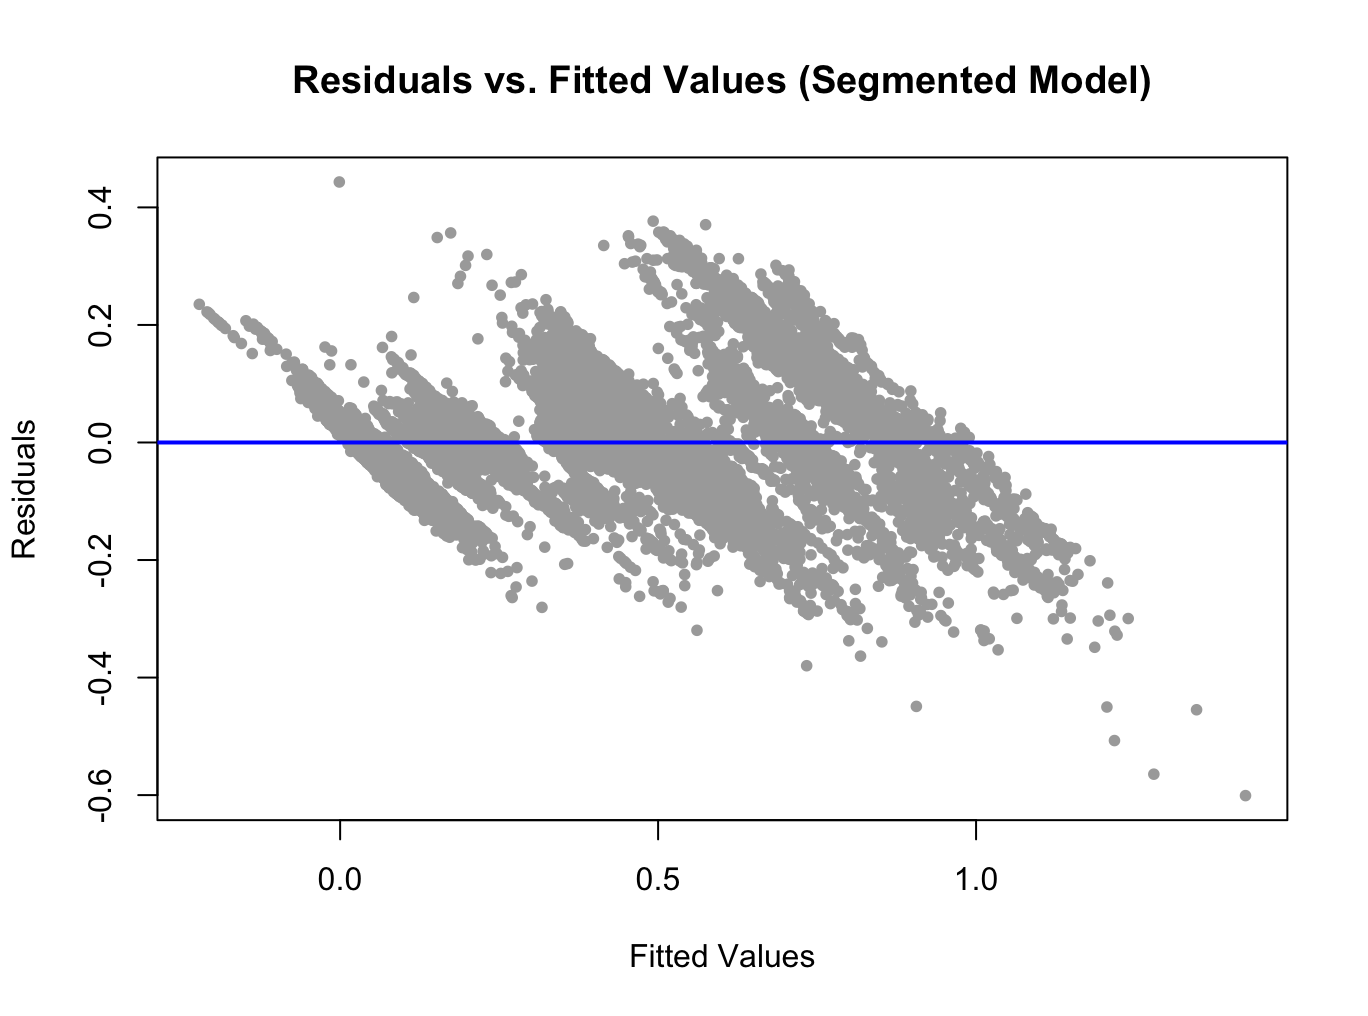 Residuals vs. Fitted Values (Segmented Model)
Residuals
0.4
0.2
0.0
-0.2
-0.4
-0.6
0.0 0.5 1.0
Fitted Values